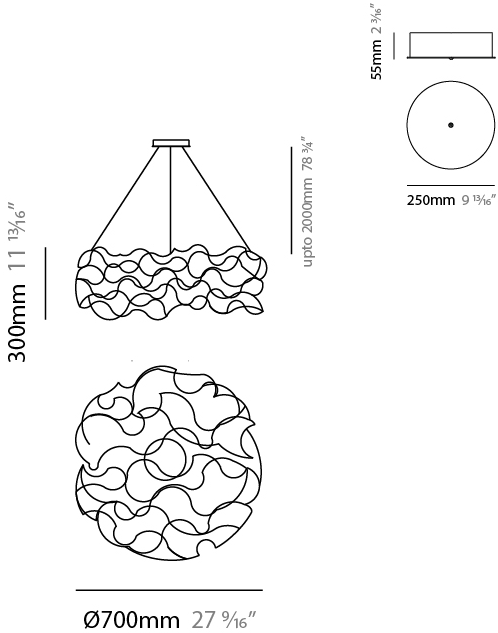 55mm 2 3⁄16″
250mm 9 13⁄16″
upto 2000mm 78 3⁄4″
300mm 11 13⁄16″
Ø700mm 27 9⁄16″